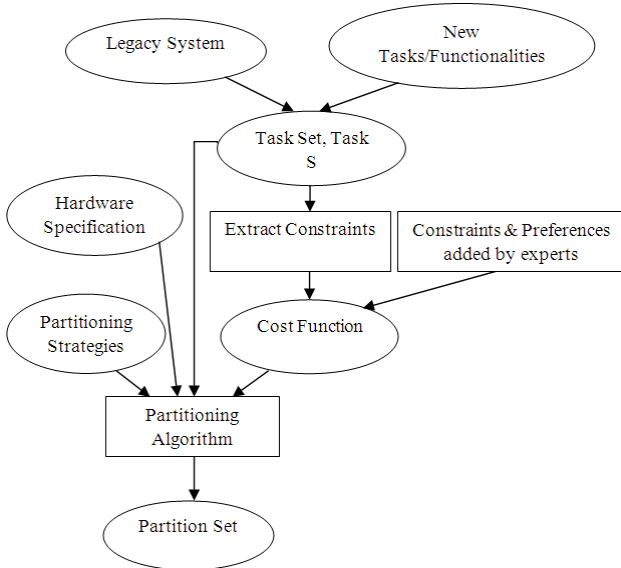 Legacy System
New
Tasks/Functionalities
Task Set, Task
S
Hardware
Specification
Extract Constraints
Constraints & Preferences
added by experts
Partitioning
Strategies
Cost Function
Partitioning
Algorithm
Partition Set